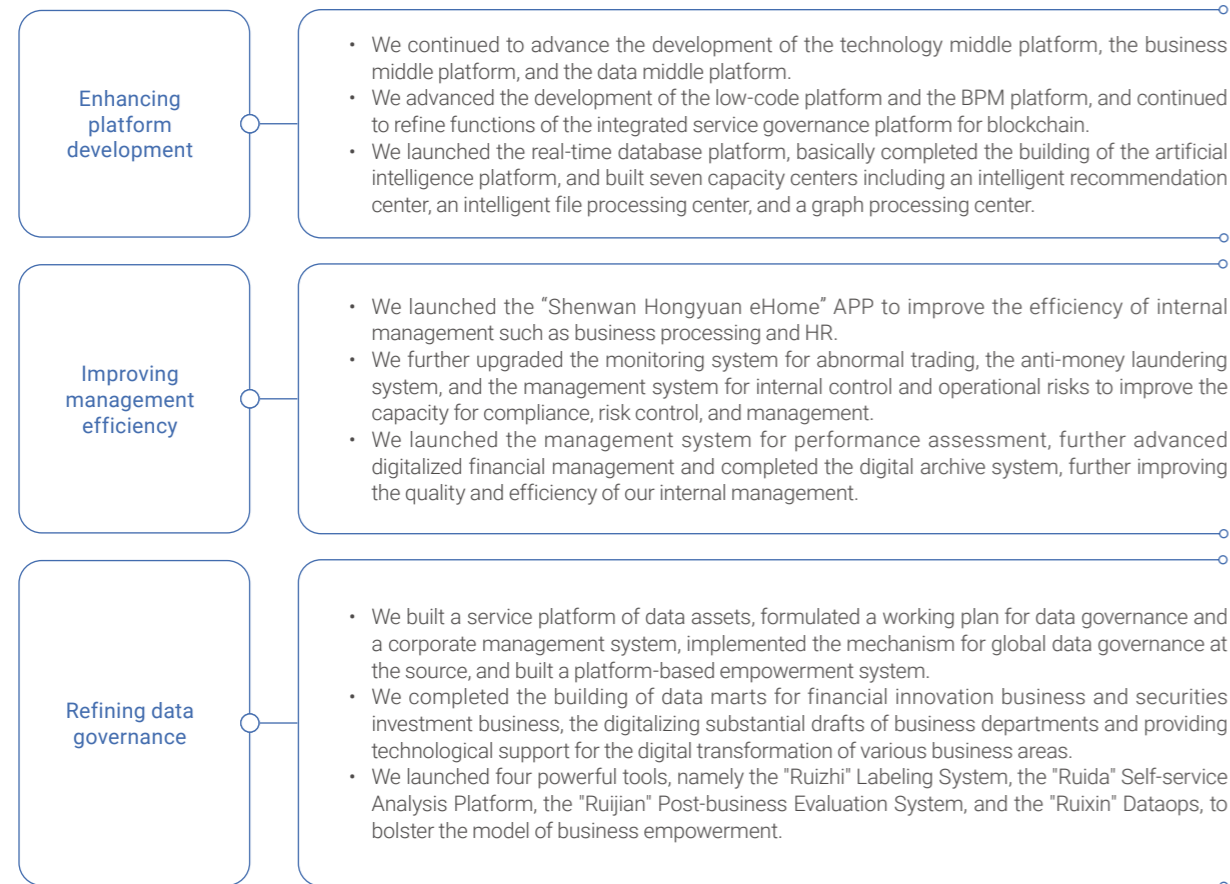 Enhancing
platform
development
• We continued to advance the development of the technology middle platform, the business
middle platform, and the data middle platform.
• We advanced the development of the low-code platform and the BPM platform, and continued
to refine functions of the integrated service governance platform for blockchain.
• We launched the real-time database platform, basically completed the building of the artificial
intelligence platform, and built seven capacity centers including an intelligent recommendation
center, an intelligent file processing center, and a graph processing center.
Improving
management
efficiency
• We launched the “Shenwan Hongyuan eHome” APP to improve the efficiency of internal
management such as business processing and HR.
• We further upgraded the monitoring system for abnormal trading, the anti-money laundering
system, and the management system for internal control and operational risks to improve the
capacity for compliance, risk control, and management.
• We launched the management system for performance assessment, further advanced
digitalized financial management and completed the digital archive system, further improving
the quality and efficiency of our internal management.
Refining data
governance
• We built a service platform of data assets, formulated a working plan for data governance and
a corporate management system, implemented the mechanism for global data governance at
the source, and built a platform-based empowerment system.
• We completed the building of data marts for financial innovation business and securities
investment business, the digitalizing substantial drafts of business departments and providing
technological support for the digital transformation of various business areas.
• We launched four powerful tools, namely the "Ruizhi" Labeling System, the "Ruida" Self-service
Analysis Platform, the "Ruijian" Post-business Evaluation System, and the "Ruixin" Dataops, to
bolster the model of business empowerment.